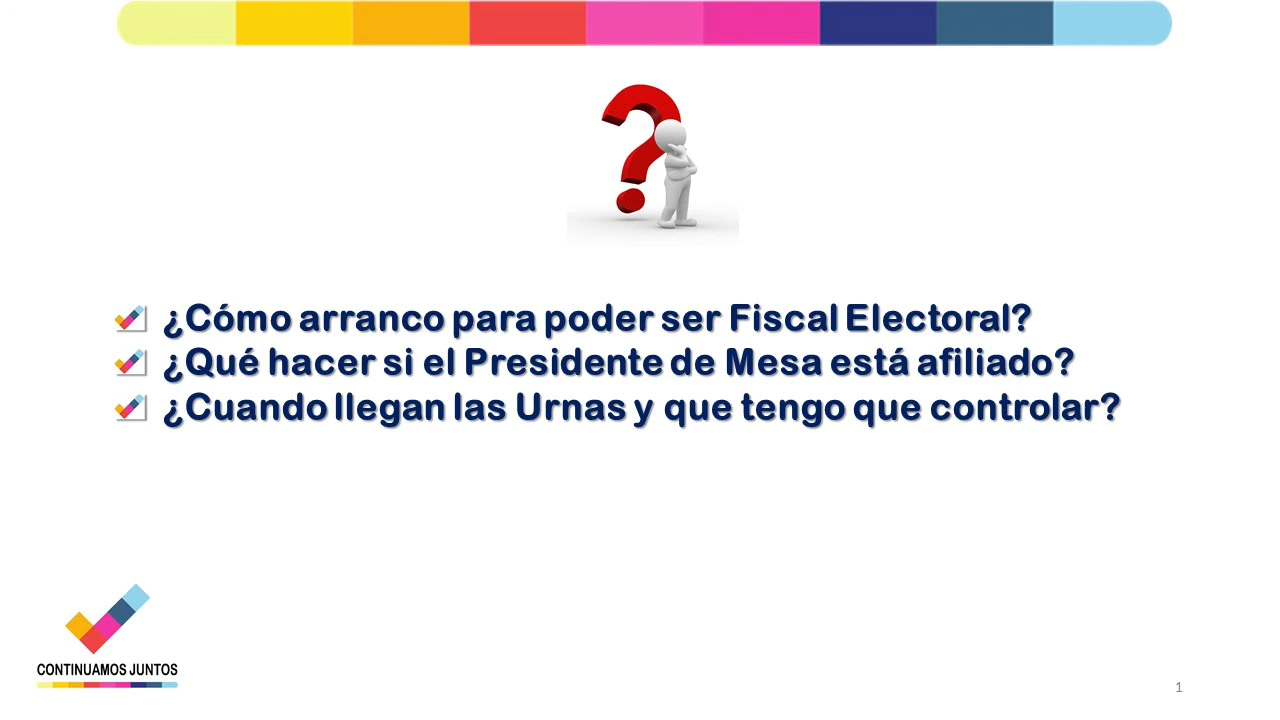 ¿Cómo arranco para poder ser Fiscal Electoral?
¿Qué hacer si el Presidente de Mesa está afiliado?
¿Cuando llegan las Urnas y que tengo que controlar?
CONTINUAMOS JUNTOS
1